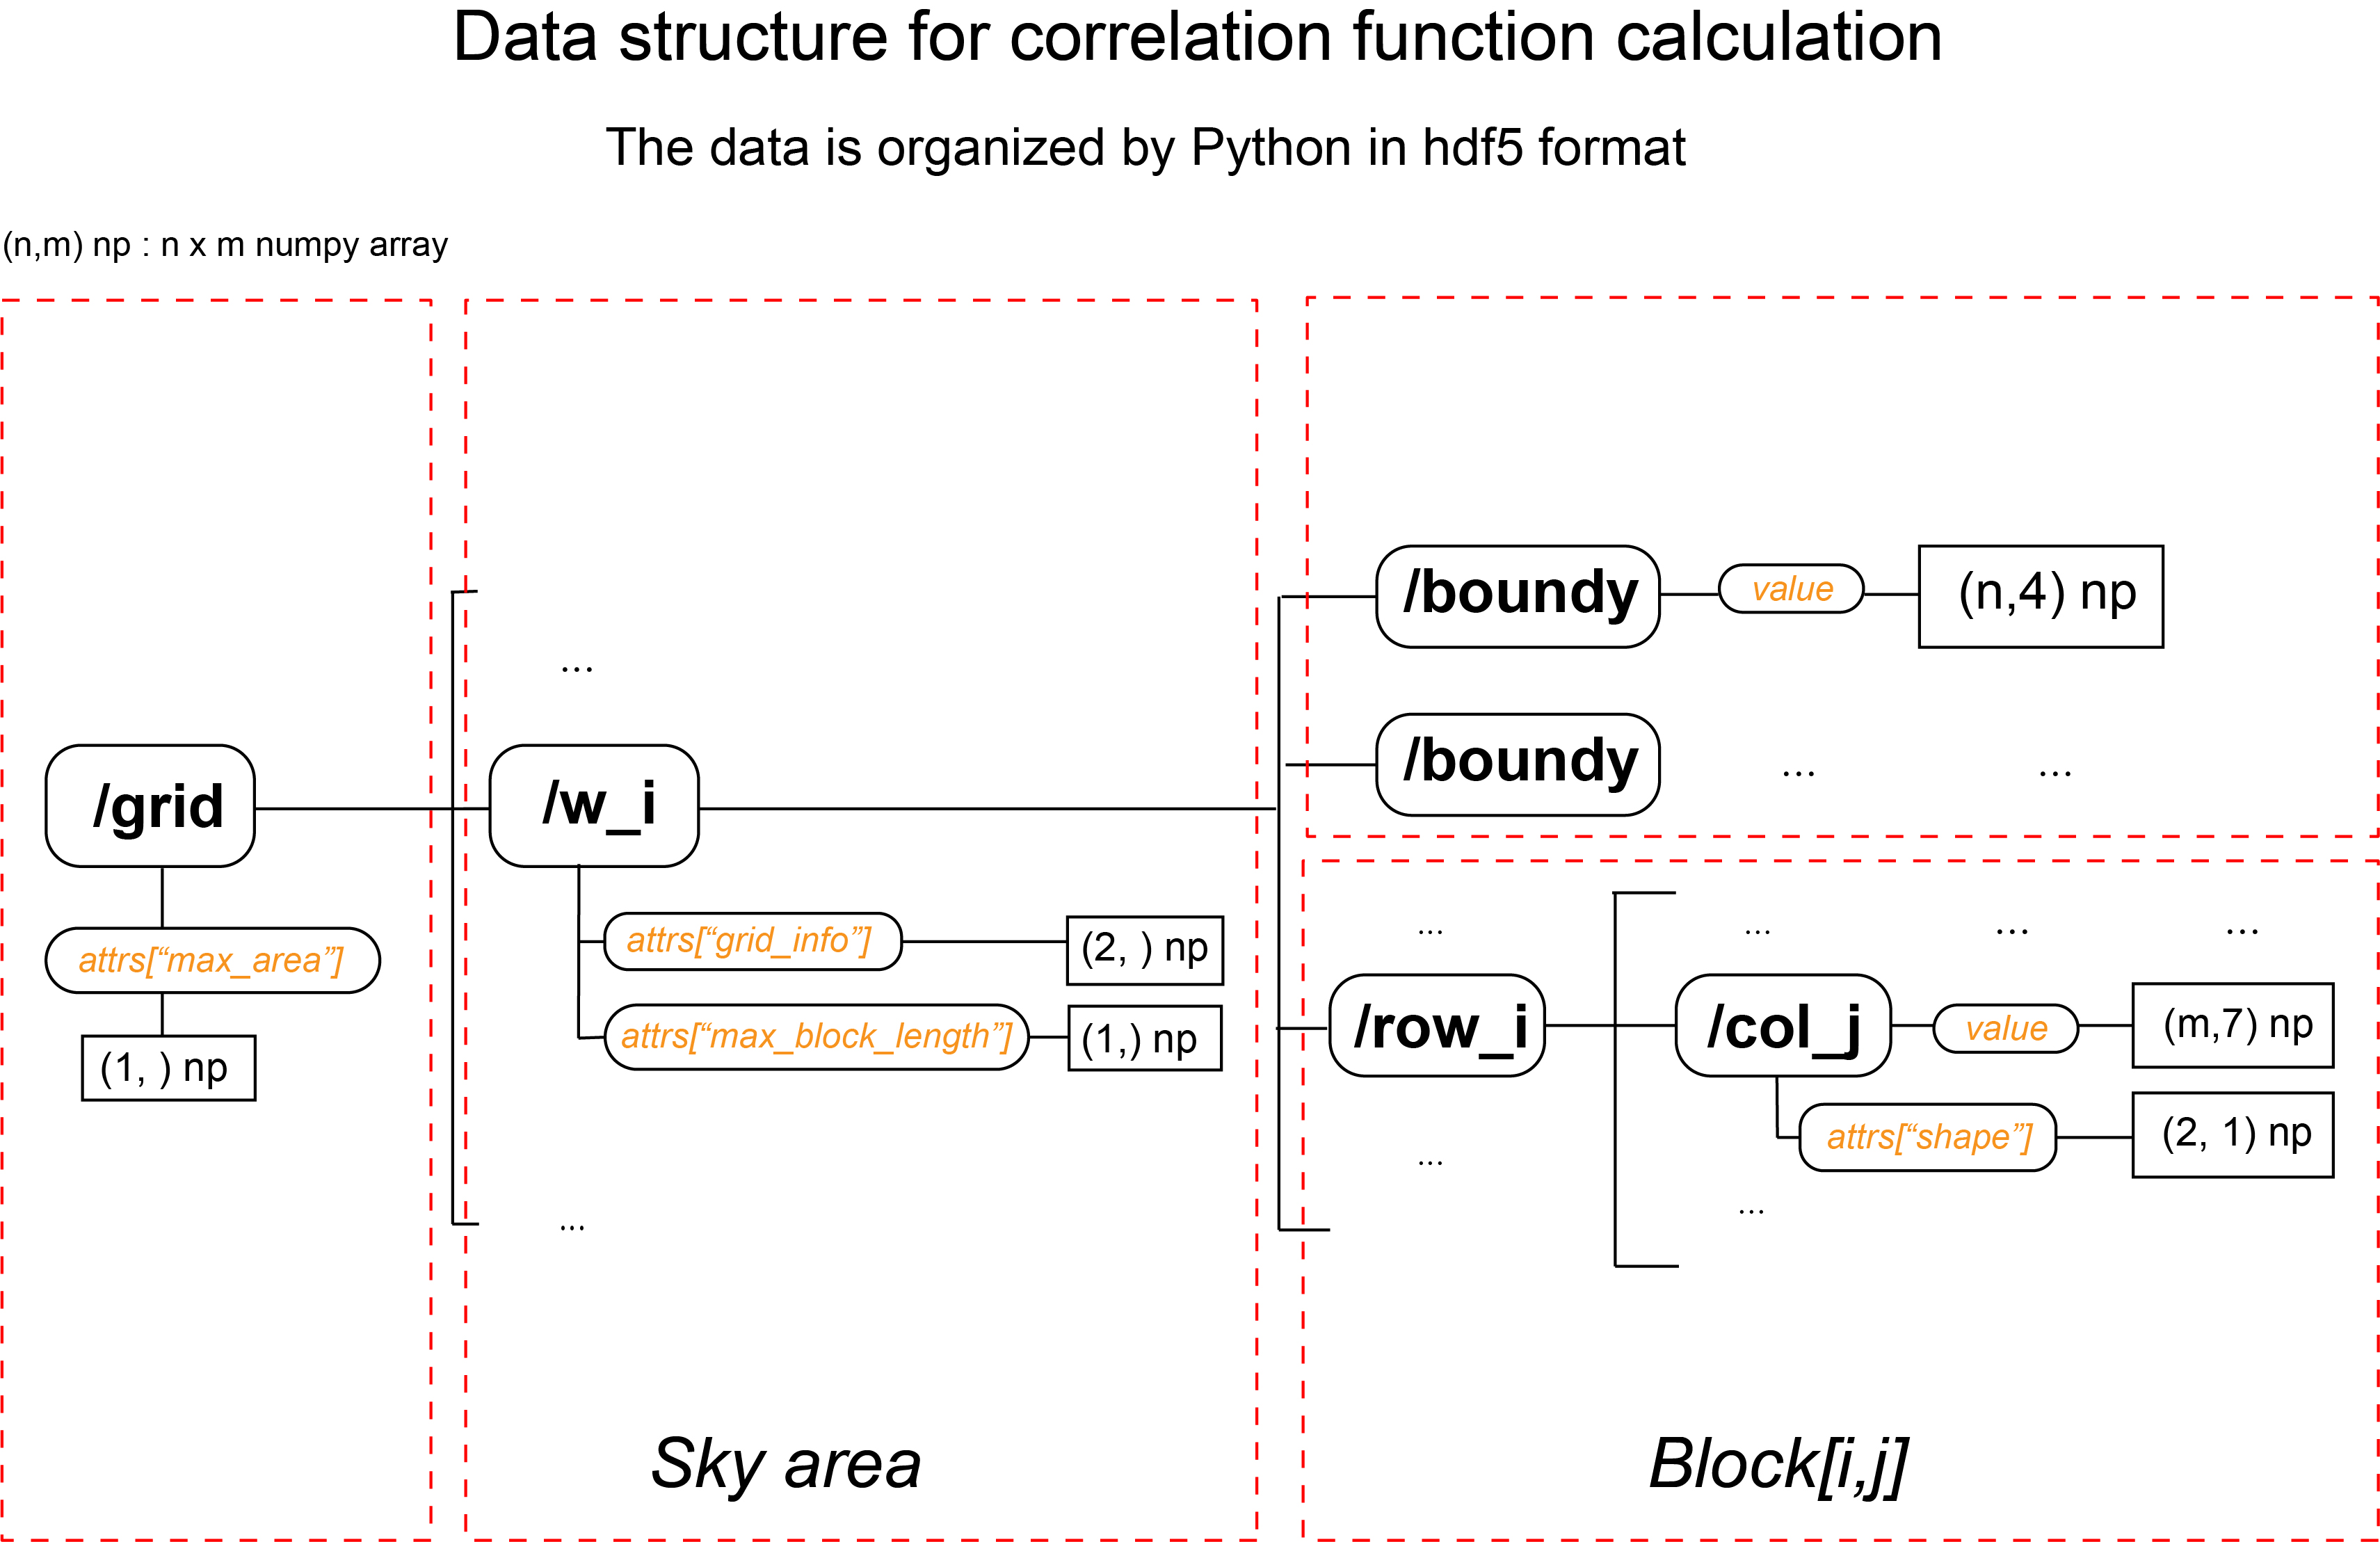 Data structure for correlation function calculation
The data is organized by Python in hdf5 format
(n,m) np : n x m numpy array
/grid
attrs[“max_area”]
(1, ) np
...
/w_i
attrs[“grid_info”]
(2, ) np
attrs[“max_block_length”]
(1,) np
...
Sky area
/boundy
value
(n,4) np
/boundy
...
...
...
...
...
...
/row_i
/col_j
value
(m,7) np
attrs[“shape”]
(2, 1) np
...
...
Block[i,j]